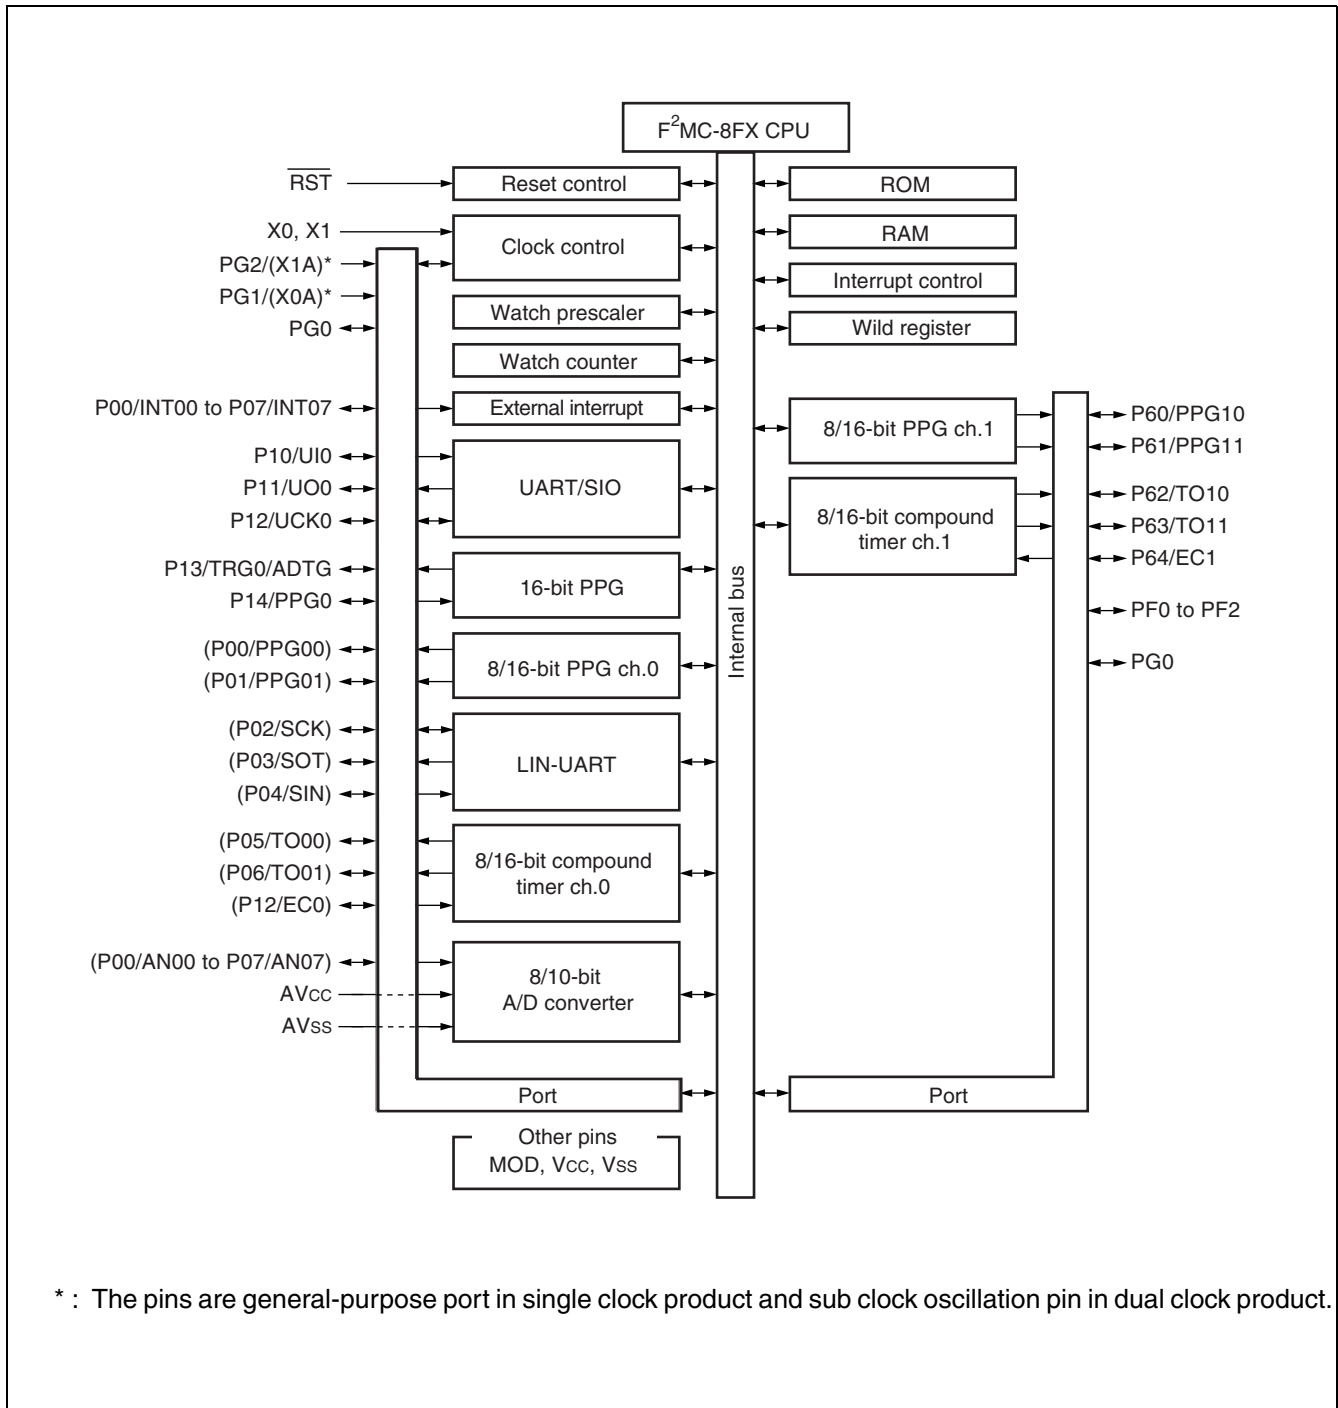 F²MC-8FX CPU
RST
Reset control
ROM
X0, X1
Clock control
RAM
PG2/(X1A)*
PG1/(X0A)*
Interrupt control
PG0
Watch prescaler
Wild register
Watch counter
P00/INT00 to P07/INT07
External interrupt
8/16-bit PPG ch.1
P60/PPG10
P61/PPG11
P10/UI0
P11/UO0
P12/UCK0
UART/SIO
8/16-bit compound
timer ch.1
P62/TO10
P63/TO11
P64/EC1
P13/TRG0/ADTG
P14/PPG0
16-bit PPG
Internal bus
PF0 to PF2
(P00/PPG00)
(P01/PPG01)
8/16-bit PPG ch.0
PG0
(P02/SCK)
(P03/SOT)
(P04/SIN)
LIN-UART
(P05/TO00)
(P06/TO01)
(P12/EC0)
8/16-bit compound
timer ch.0
(P00/AN00 to P07/AN07)
AVCC
AVSS
8/10-bit
A/D converter
Port
Port
Other pins
MOD, VCC, VSS
* : The pins are general-purpose port in single clock product and sub clock oscillation pin in dual clock product.